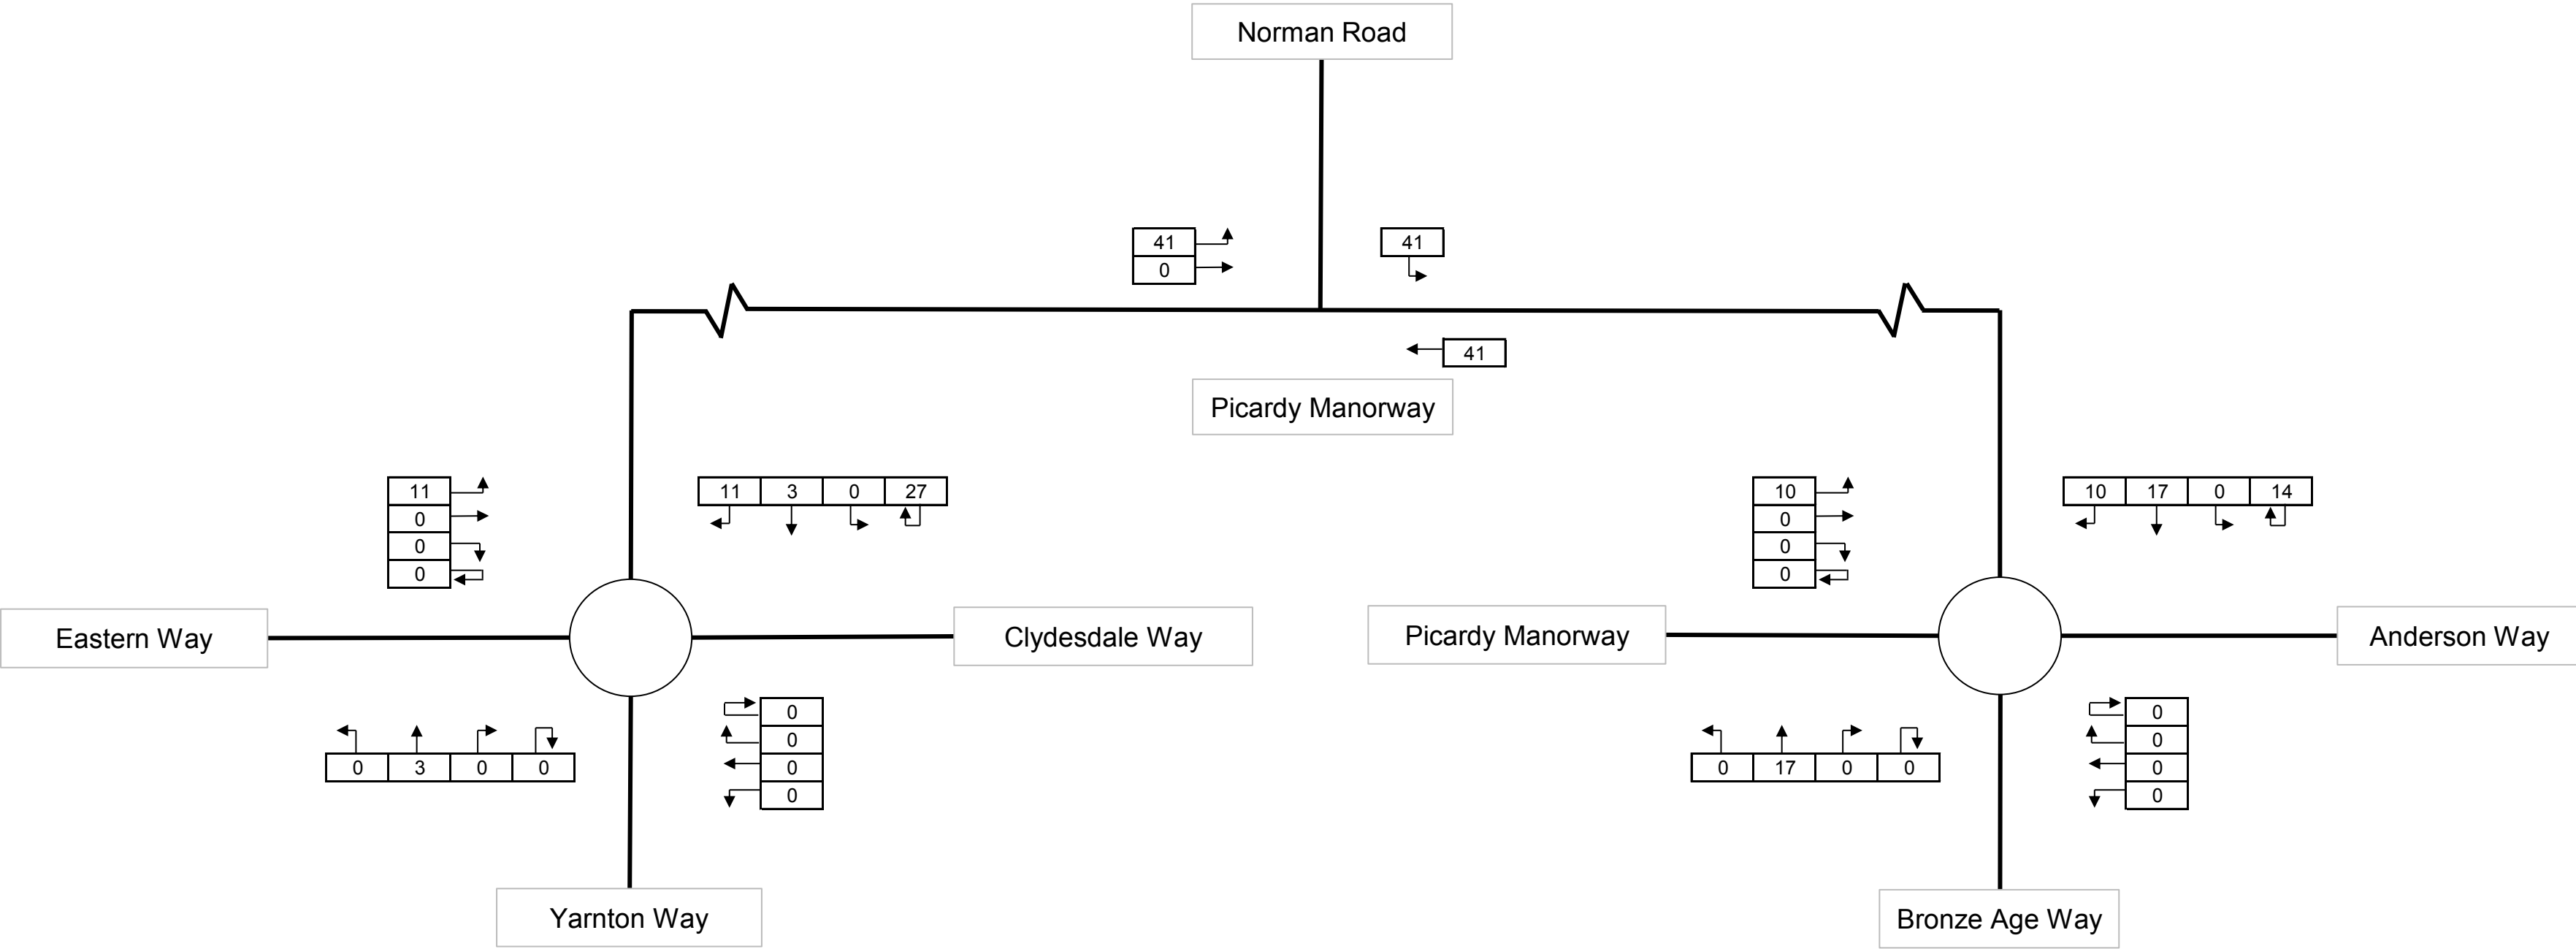 Norman Road
41
41
0
41
Picardy Manorway
11
0
0
0
11 3 0 27
10
0
0
0
10 17 0 14
Eastern Way
Clydesdale Way
Picardy Manorway
Anderson Way
0 3 0 0
0
0
0
0
0 17 0 0
0
0
0
0
Yarnton Way
Bronze Age Way